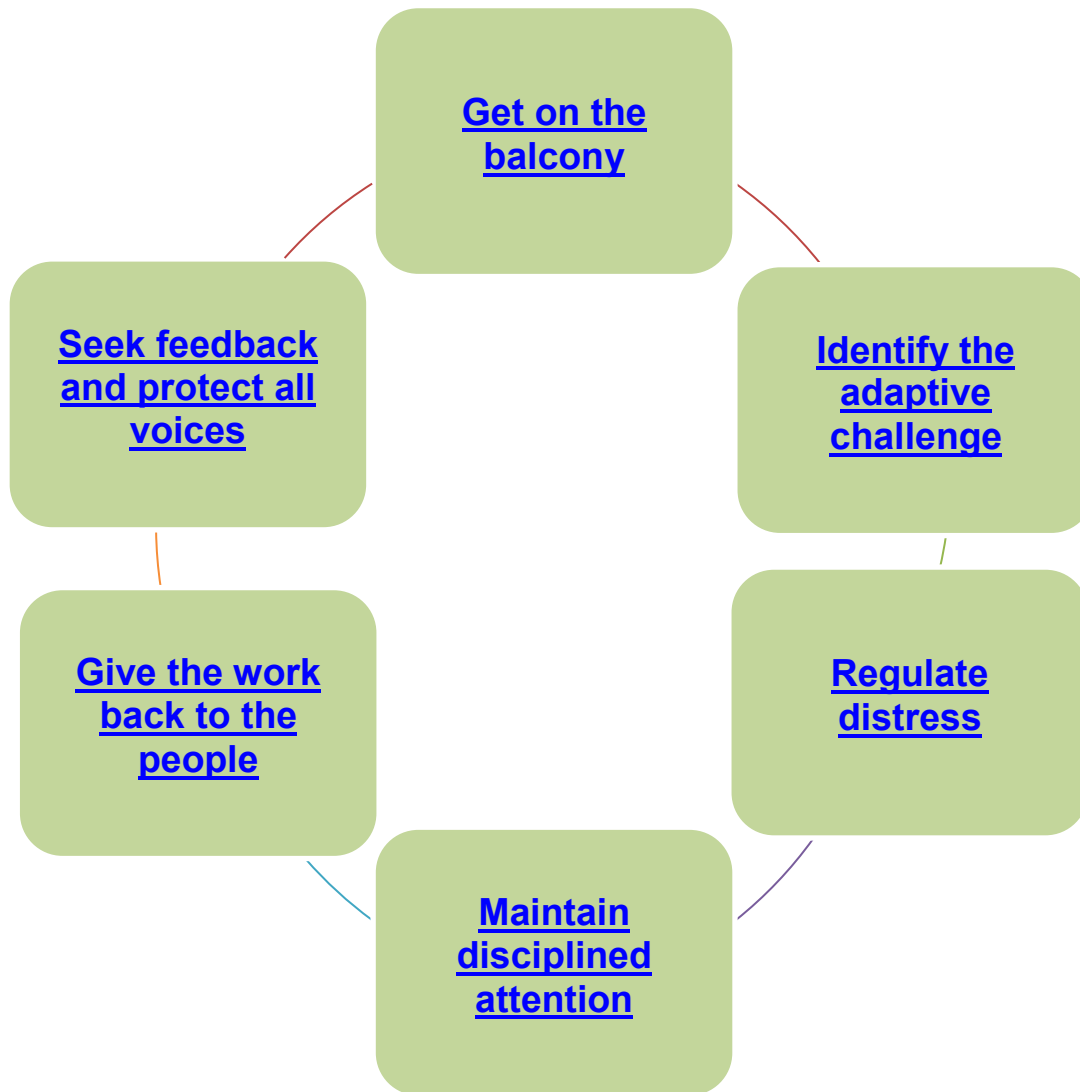 Get on the
balcony
Identify the
adaptive
challenge
Regulate
distress
Maintain
disciplined
attention
Give the work
back to the
people
Seek feedback
and protect all
voices